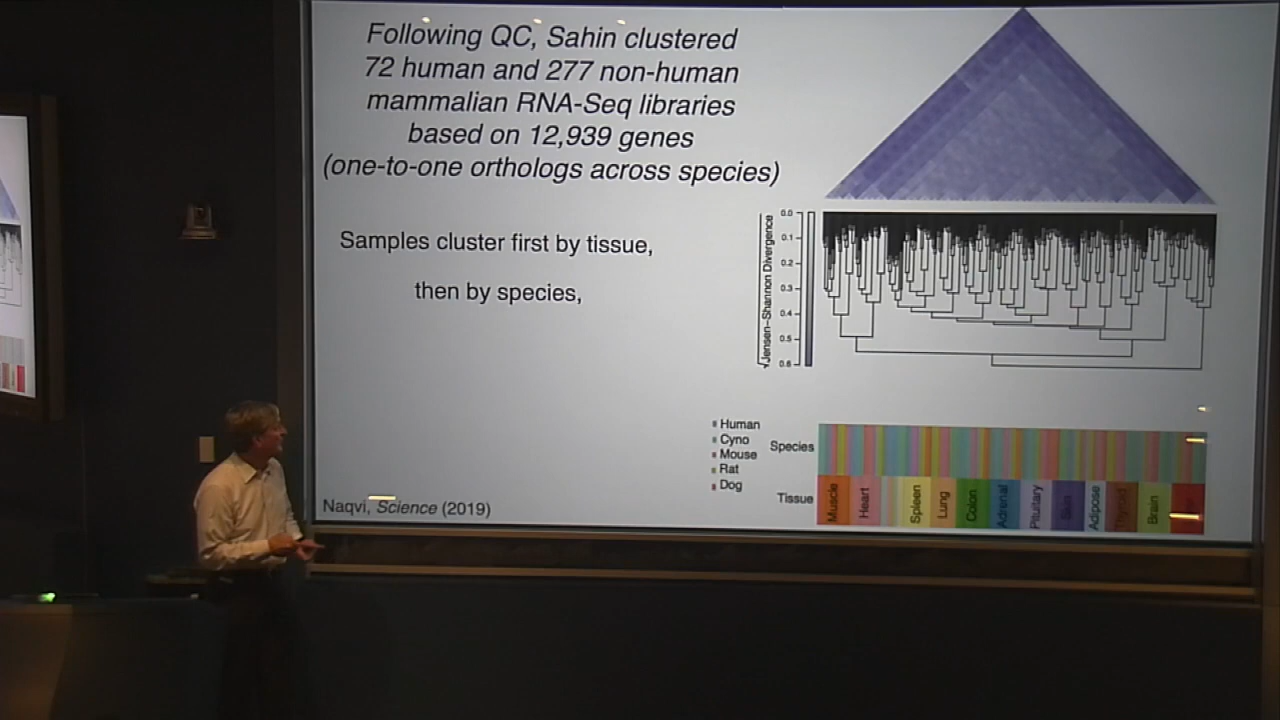 Following QC, Sahin clustered
72 human and 277 non-human
mammalian RNA-Seq libraries
based on 12,939 genes
(one-to-one orthologs across species)
Samples cluster first by tissue,
then by species,
√Jensen–Shannon Divergence
0.0
0.1
0.2
0.3
0.4
0.5
0.6
Human
Cyno
Mouse
Rat
Dog
Species
Tissue
Muscle
Heart
Spleen
Lung
Colon
Adrenal
Pituitary
Skin
Adipose
Thyroid
Brain
Naqvi, Science (2019)